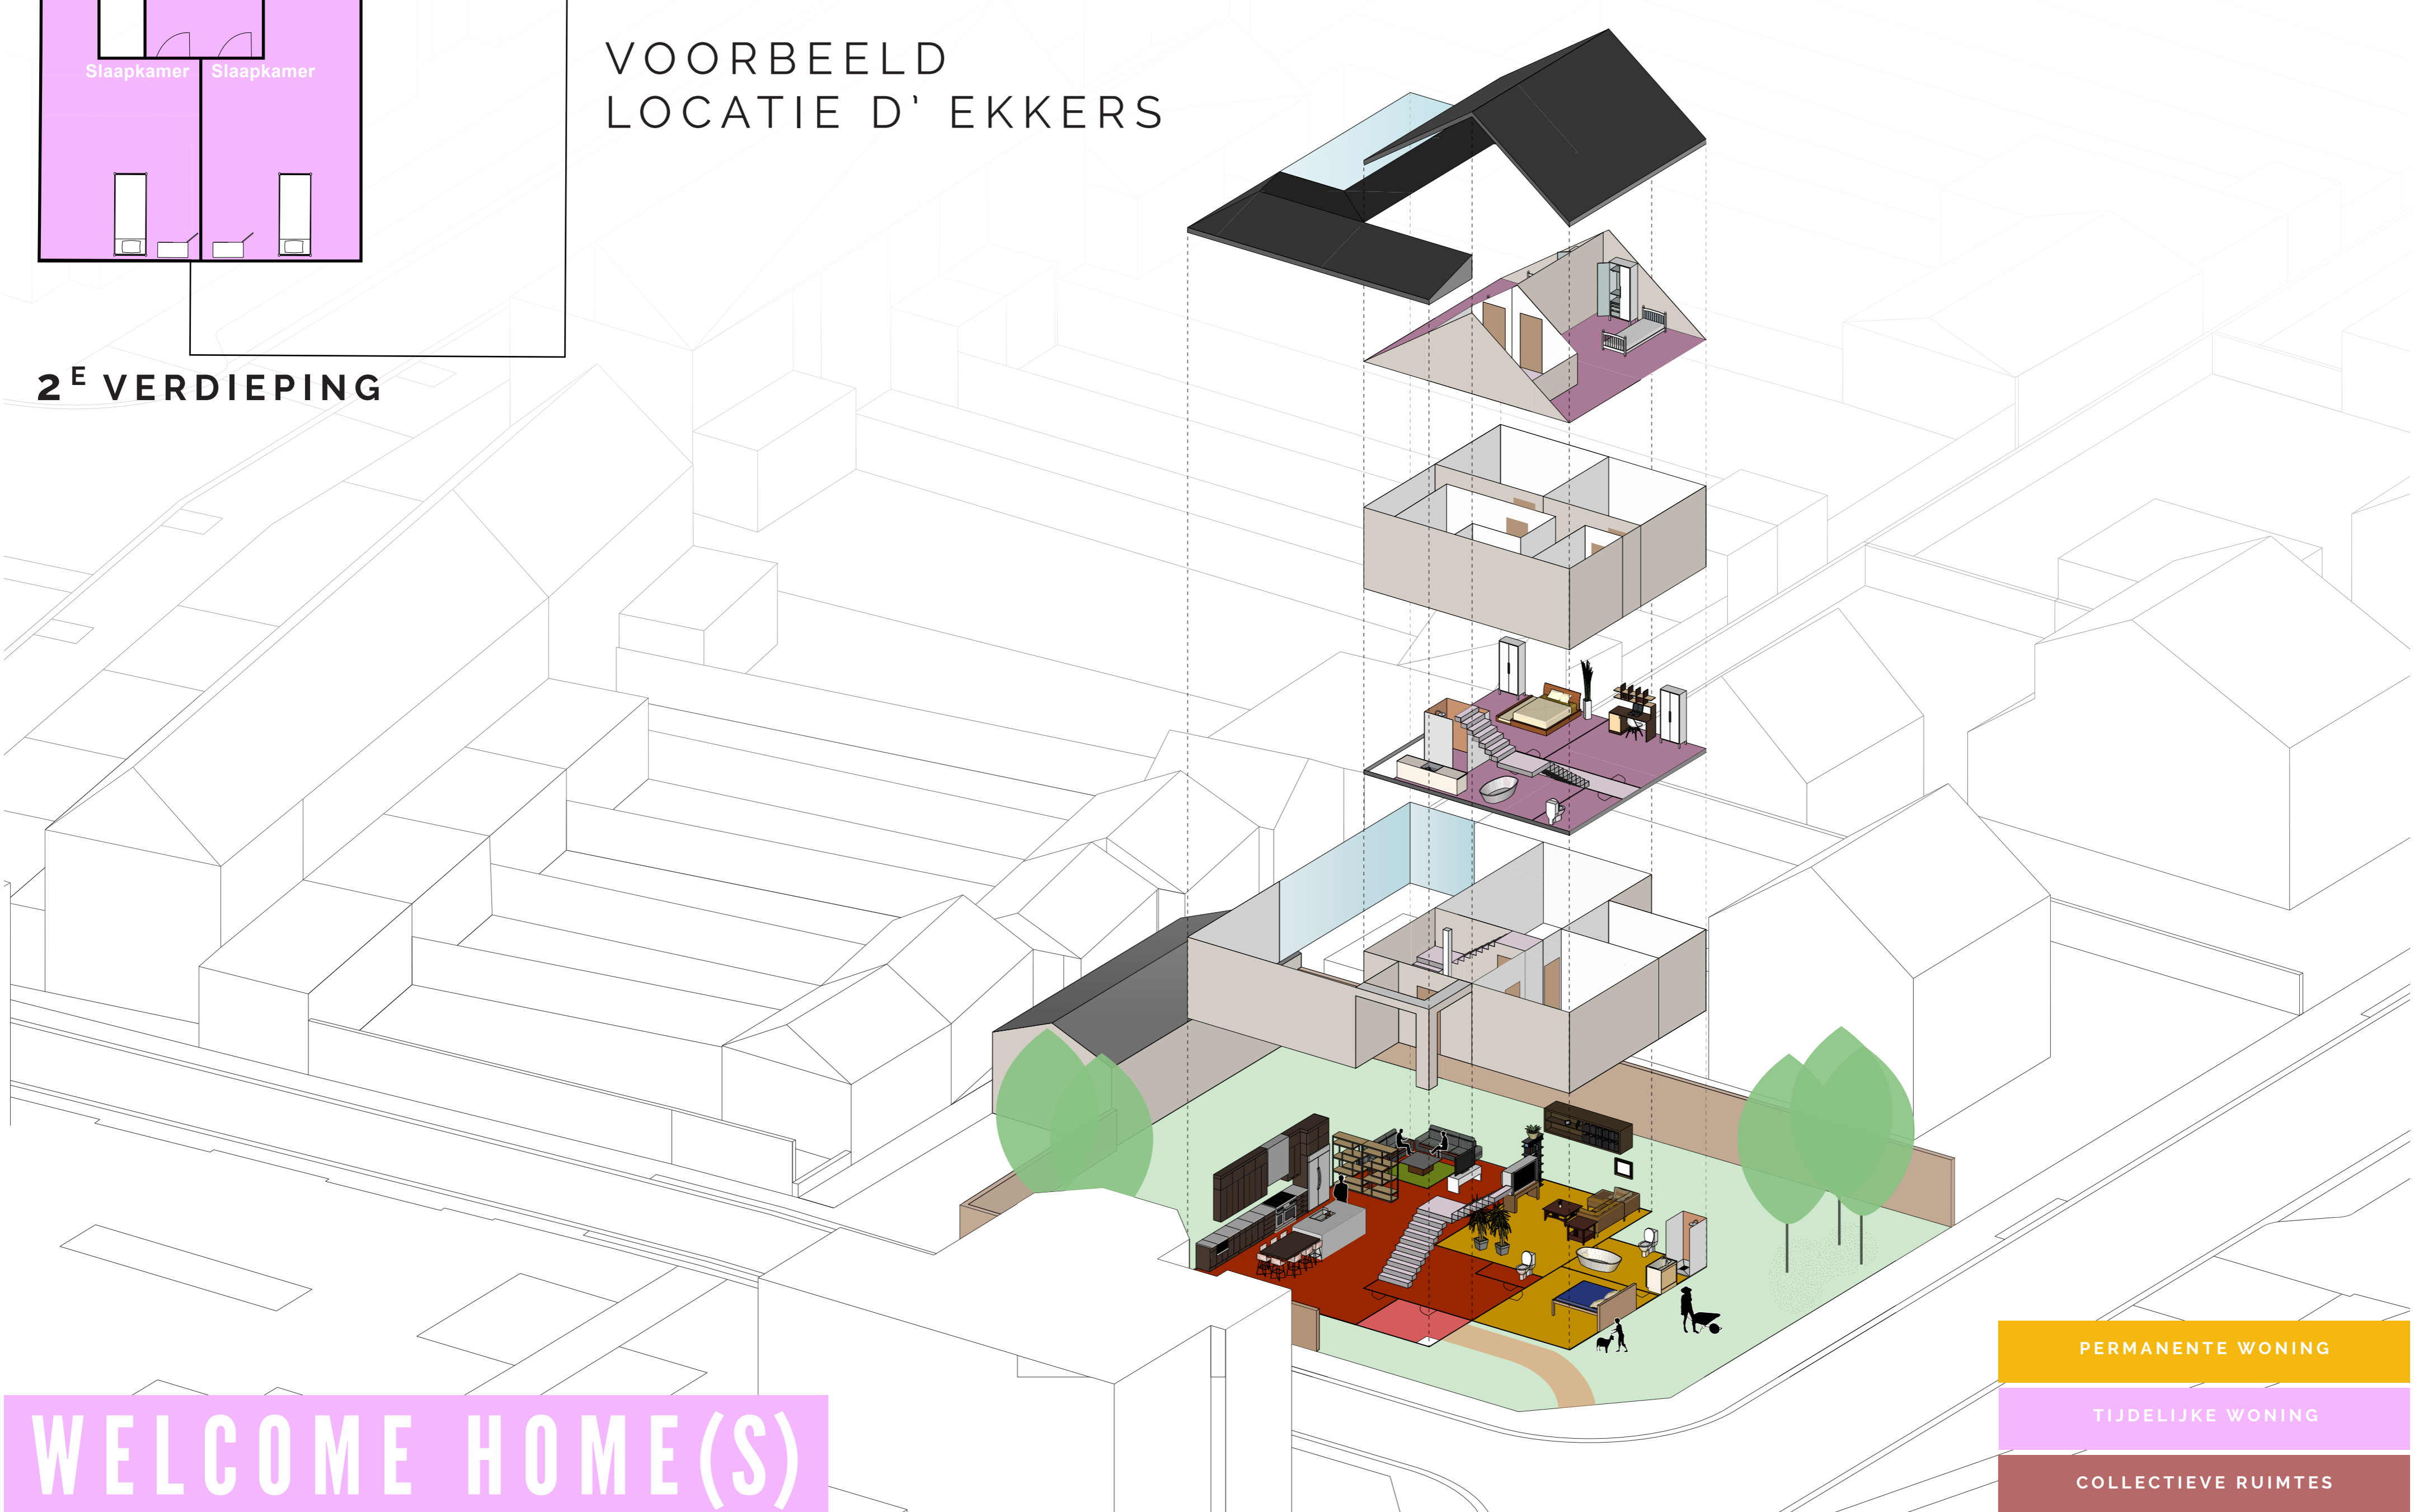 Slaapkamer Slaapkamer
VOORBEELD
LOCATIE D' EKKERS
2E VERDIEPING
PERMANENTE WONING
TIJDELIJKE WONING
COLLECTIEVE RUIMTES
WELCOME HOME(S)